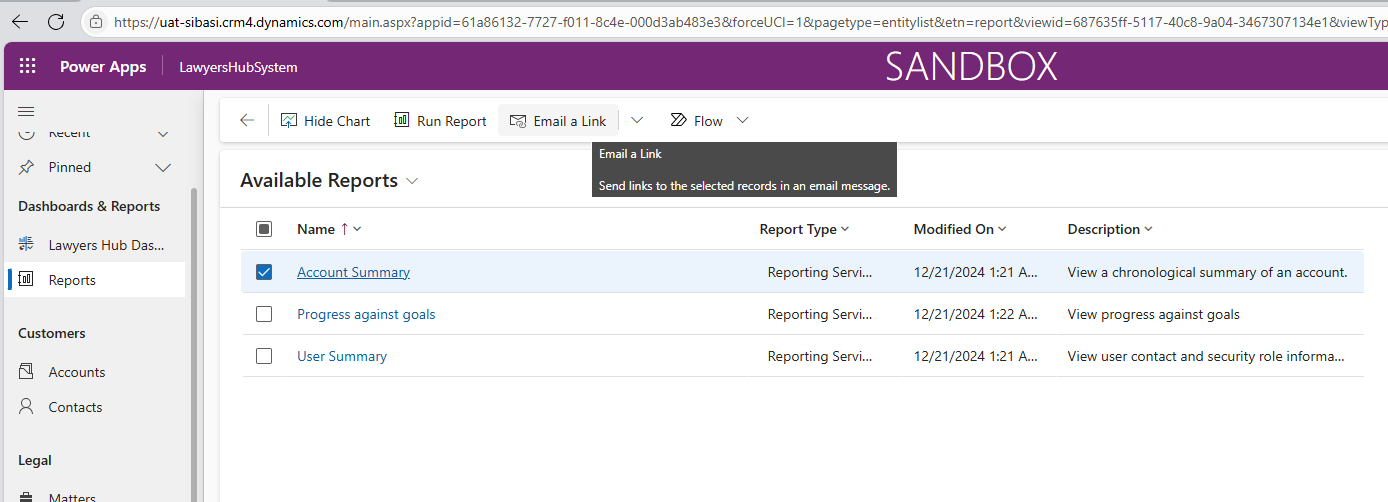 https://uat-sibasi.crm4.dynamics.com/main.aspx?appid=61a86132-7727-f011-8c4e-000d3ab483e3&forceUCI=1&pagetype=entitylist&etn=report&viewid=687635ff-5117-40c8-9a04-3467307134e1&viewTyp
Power Apps LawyersHubSystem SANDBOX
Recent
Pinned
Dashboards & Reports
Lawyers Hub Das...
Reports
Customers
Accounts
Contacts
Legal
Matters
Hide Chart Run Report Email a Link Flow
Email a Link
Send links to the selected records in an email message.
Available Reports
Name ↑ Report Type Modified On Description
Account Summary Reporting Servi... 12/21/2024 1:21 A... View a chronological summary of an account.
Progress against goals Reporting Servi... 12/21/2024 1:22 A... View progress against goals
User Summary Reporting Servi... 12/21/2024 1:21 A... View user contact and security role informa...